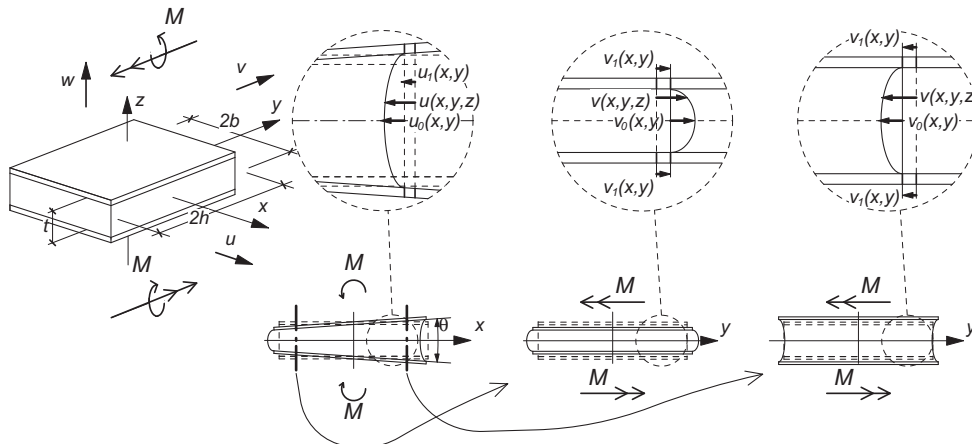 M
w
v
z
y
2b
t
2h
x
u
M
u₁(x,y)
u(x,y,z)
u₀(x,y)
v₁(x,y)
v(x,y,z)
v₀(x,y)
v₁(x,y)
v₁(x,y)
v(x,y,z)
v₀(x,y)
v₁(x,y)
M
θ
x
M
M
y
M
M
y
M